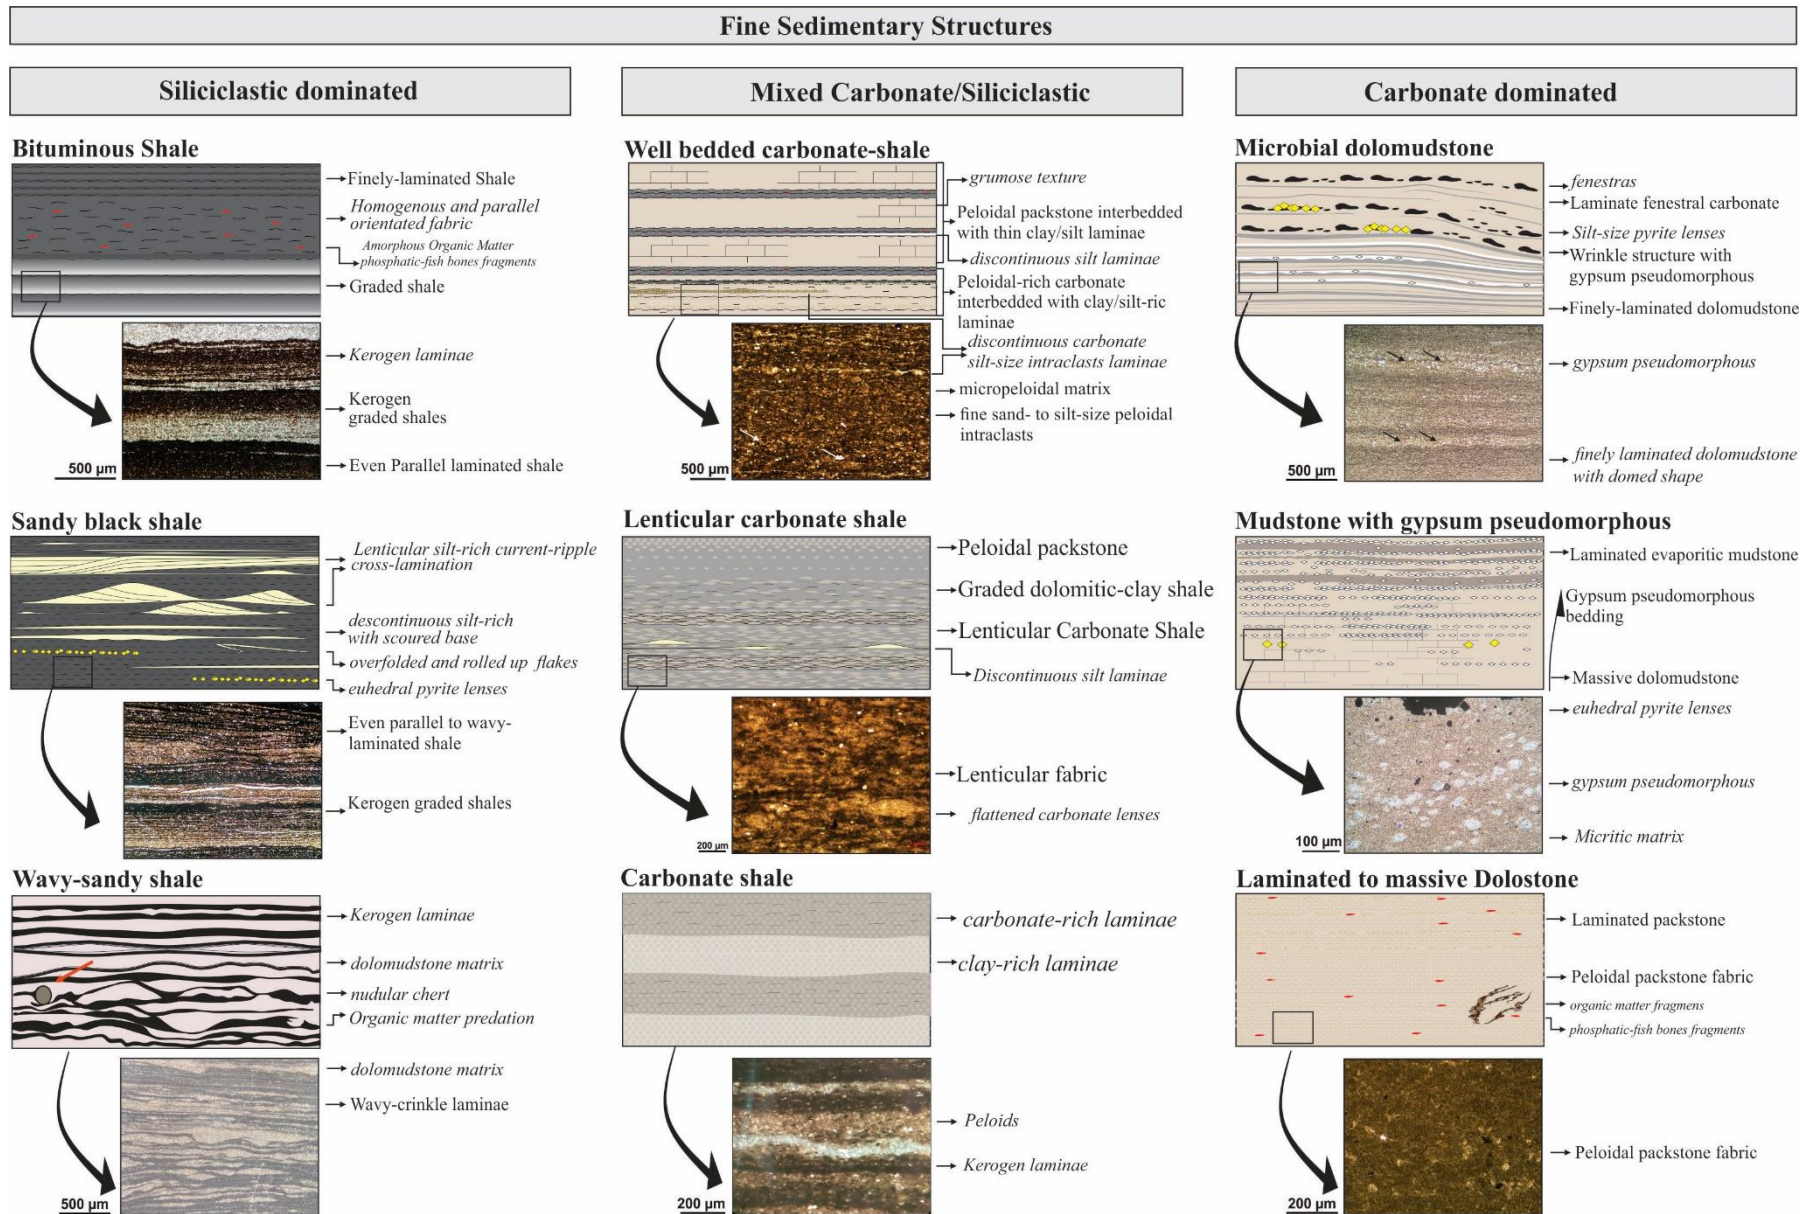 Fine Sedimentary Structures
Siliciclastic dominated
Bituminous Shale
Finely-laminated Shale
Homogenous and parallel
orientated fabric
Amorphous Organic Matter
phosphatic-fish bones fragments
Graded shale
Kerogen laminae
Kerogen
graded shales
Even Parallel laminated shale
500 µm
Sandy black shale
Lenticular silt-rich current-ripple
cross-lamination
descontinuous silt-rich
with scoured base
overfolded and rolled up flakes
euhedral pyrite lenses
Even parallel to wavy-
laminated shale
Kerogen graded shales
Wavy-sandy shale
Kerogen laminae
dolomudstone matrix
nudular chert
Organic matter predation
dolomudstone matrix
Wavy-crinkle laminae
500 µm
Mixed Carbonate/Siliciclastic
Well bedded carbonate-shale
grumose texture
Peloidal packstone interbedded
with thin clay/silt laminae
discontinuous silt laminae
Peloidal-rich carbonate
interbedded with clay/silt-ric
laminae
discontinuous carbonate
silt-size intraclasts laminae
micropeloidal matrix
fine sand- to silt-size peloidal
intraclasts
500 µm
Lenticular carbonate shale
Peloidal packstone
Graded dolomitic-clay shale
Lenticular Carbonate Shale
Discontinuous silt laminae
Lenticular fabric
flattened carbonate lenses
200 µm
Carbonate shale
carbonate-rich laminae
clay-rich laminae
Peloids
Kerogen laminae
200 µm
Carbonate dominated
Microbial dolomudstone
fenestras
Laminate fenestral carbonate
Silt-size pyrite lenses
Wrinkle structure with
gypsum pseudomorphous
Finely-laminated dolomudstone
gypsum pseudomorphous
finely laminated dolomudstone
with domed shape
500 µm
Mudstone with gypsum pseudomorphous
Laminated evaporitic mudstone
Gypsum pseudomorphous
bedding
Massive dolomudstone
euhedral pyrite lenses
gypsum pseudomorphous
Micritic matrix
100 µm
Laminated to massive Dolostone
Laminated packstone
Peloidal packstone fabric
organic matter fragmens
phosphatic-fish bones fragments
Peloidal packstone fabric
200 µm